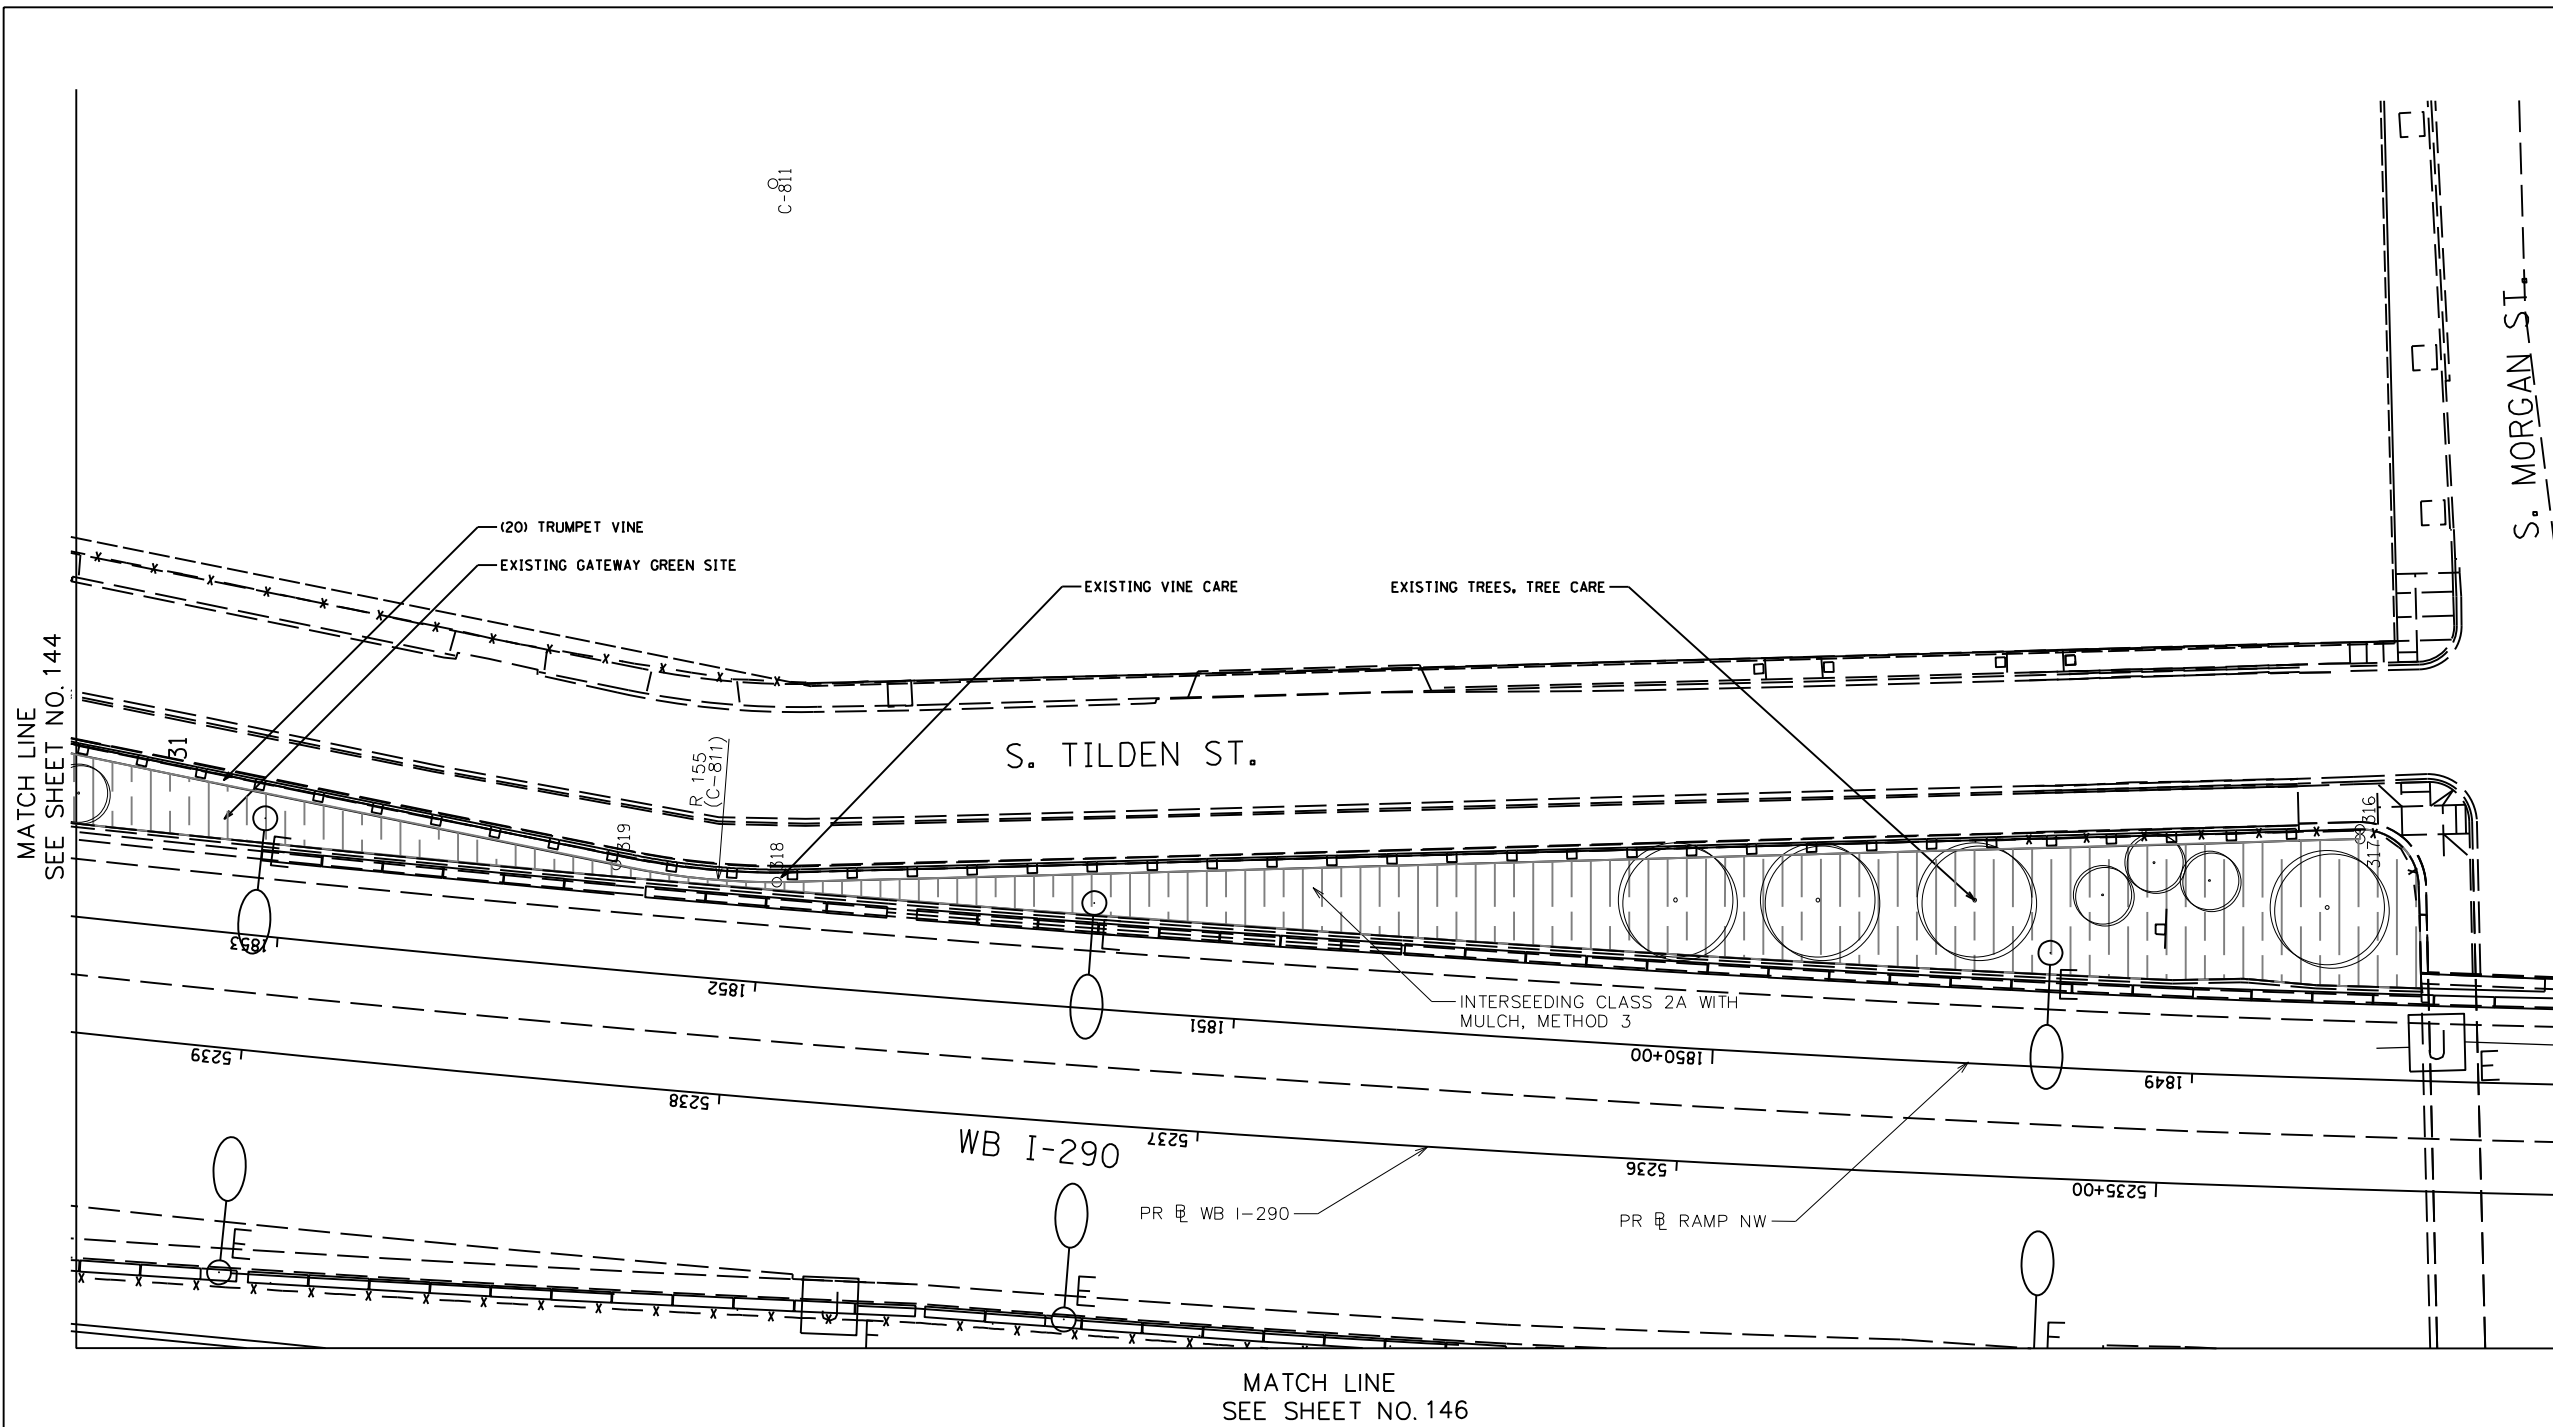 C-811
S. MORGAN ST.
(20) TRUMPET VINE
EXISTING GATEWAY GREEN SITE
EXISTING VINE CARE
EXISTING TREES, TREE CARE
MATCH LINE
SEE SHEET NO. 144
31
R 155
(C-811)
S. TILDEN ST.
319
318
316
317
E
1853
1852
E
1851
INTERSEEDING CLASS 2A WITH
MULCH, METHOD 3
1850+00
E
1849
U
E
5239
5238
5237
5236
5235+00
WB I-290
PR BL WB I-290
PR BL RAMP NW
E
U
E
E
MATCH LINE
SEE SHEET NO. 146